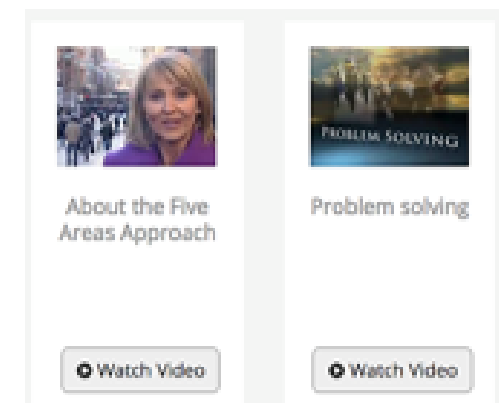 PROBLEM SOLVING
About the Five
Areas Approach
Problem solving
Watch Video
Watch Video